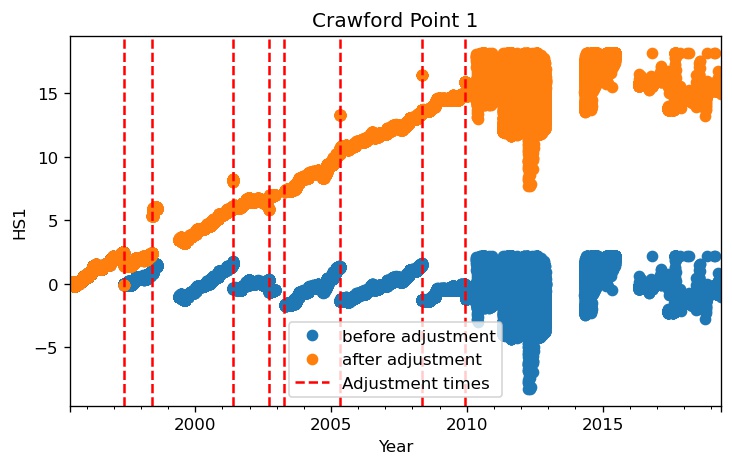 Crawford Point 1
HS1
15
10
5
0
−5
before adjustment
after adjustment
Adjustment times
2000 2005 2010 2015
Year